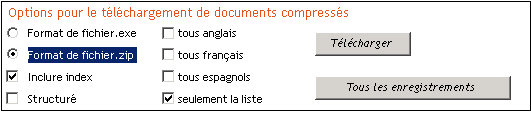 Options pour le téléchargement de documents compressés
Format de fichier.exe
Format de fichier.zip
Inclure index
Structuré
tous anglais
tous français
tous espagnols
seulement la liste
Télécharger
Tous les enregistrements